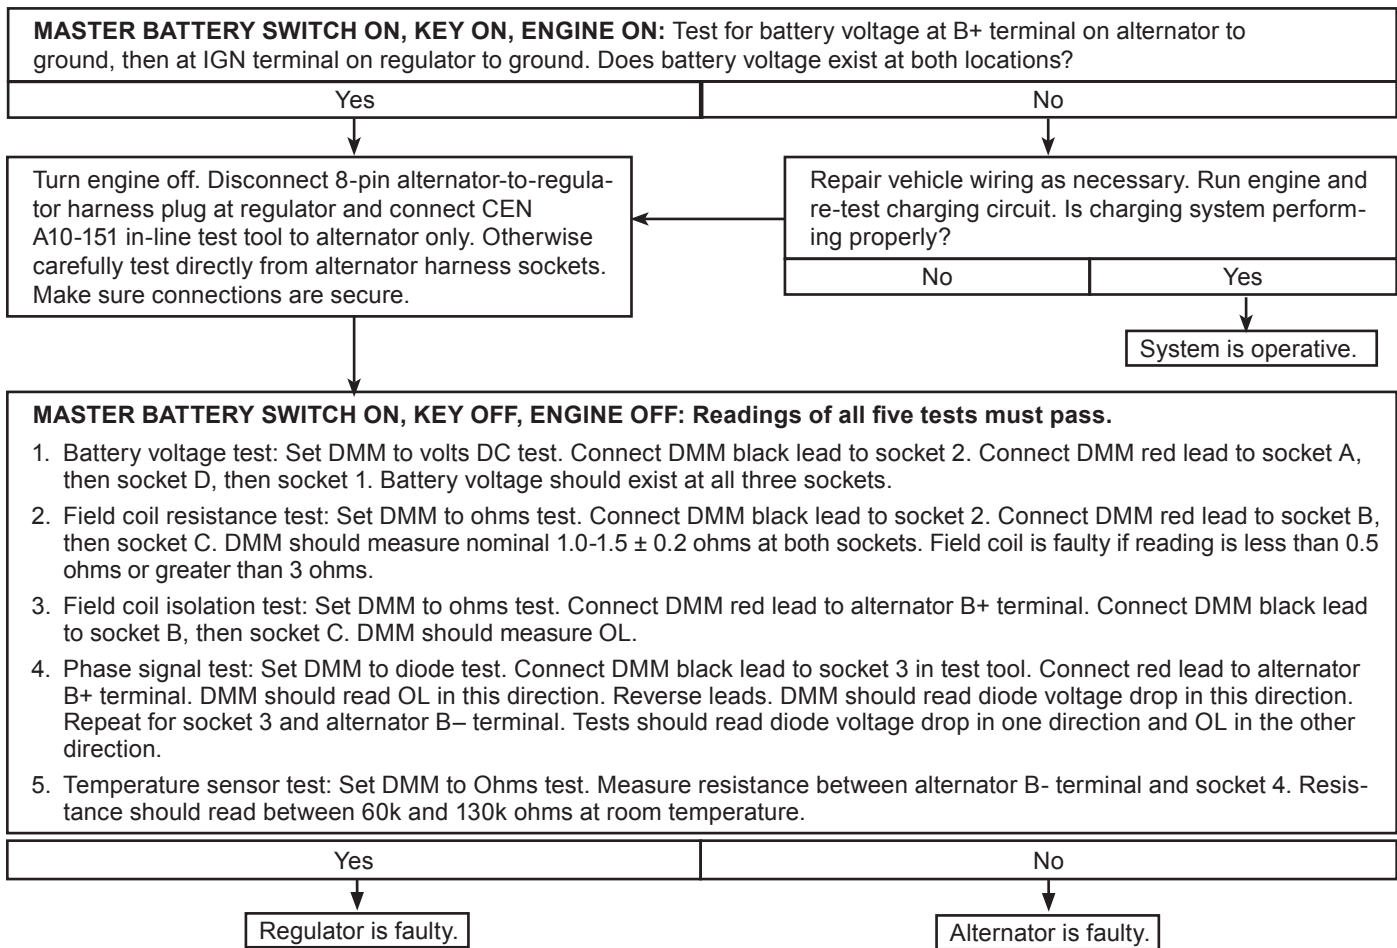 MASTER BATTERY SWITCH ON, KEY ON, ENGINE ON: Test for battery voltage at B+ terminal on alternator to
ground, then at IGN terminal on regulator to ground. Does battery voltage exist at both locations?
Yes
No
Turn engine off. Disconnect 8-pin alternator-to-regula-
tor harness plug at regulator and connect CEN
A10-151 in-line test tool to alternator only. Otherwise
carefully test directly from alternator harness sockets.
Make sure connections are secure.
Repair vehicle wiring as necessary. Run engine and
re-test charging circuit. Is charging system perform-
ing properly?
No
Yes
System is operative.
MASTER BATTERY SWITCH ON, KEY OFF, ENGINE OFF: Readings of all five tests must pass.
1. Battery voltage test: Set DMM to volts DC test. Connect DMM black lead to socket 2. Connect DMM red lead to socket A,
then socket D, then socket 1. Battery voltage should exist at all three sockets.
2. Field coil resistance test: Set DMM to ohms test. Connect DMM black lead to socket 2. Connect DMM red lead to socket B,
then socket C. DMM should measure nominal 1.0-1.5 ± 0.2 ohms at both sockets. Field coil is faulty if reading is less than 0.5
ohms or greater than 3 ohms.
3. Field coil isolation test: Set DMM to ohms test. Connect DMM red lead to alternator B+ terminal. Connect DMM black lead
to socket B, then socket C. DMM should measure OL.
4. Phase signal test: Set DMM to diode test. Connect DMM black lead to socket 3 in test tool. Connect red lead to alternator
B+ terminal. DMM should read OL in this direction. Reverse leads. DMM should read diode voltage drop in this direction.
Repeat for socket 3 and alternator B– terminal. Tests should read diode voltage drop in one direction and OL in the other
direction.
5. Temperature sensor test: Set DMM to Ohms test. Measure resistance between alternator B- terminal and socket 4. Resis-
tance should read between 60k and 130k ohms at room temperature.
Yes
No
Regulator is faulty.
Alternator is faulty.